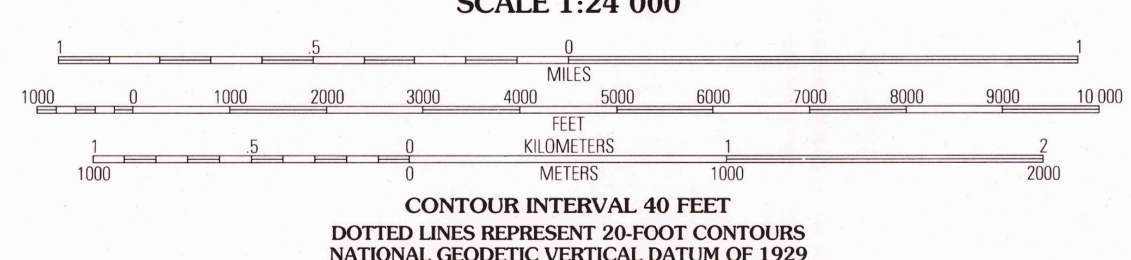 SCALE 1:24 000
1 .5 0 1
MILES
1000 0 1000 2000 3000 4000 5000 6000 7000 8000 9000 10 000
FEET
1 .5 0 KILOMETERS 1 2
1000 0 METERS 1000 2000
CONTOUR INTERVAL 40 FEET
DOTTED LINES REPRESENT 20-FOOT CONTOURS
NATIONAL GEODETIC VERTICAL DATUM OF 1929